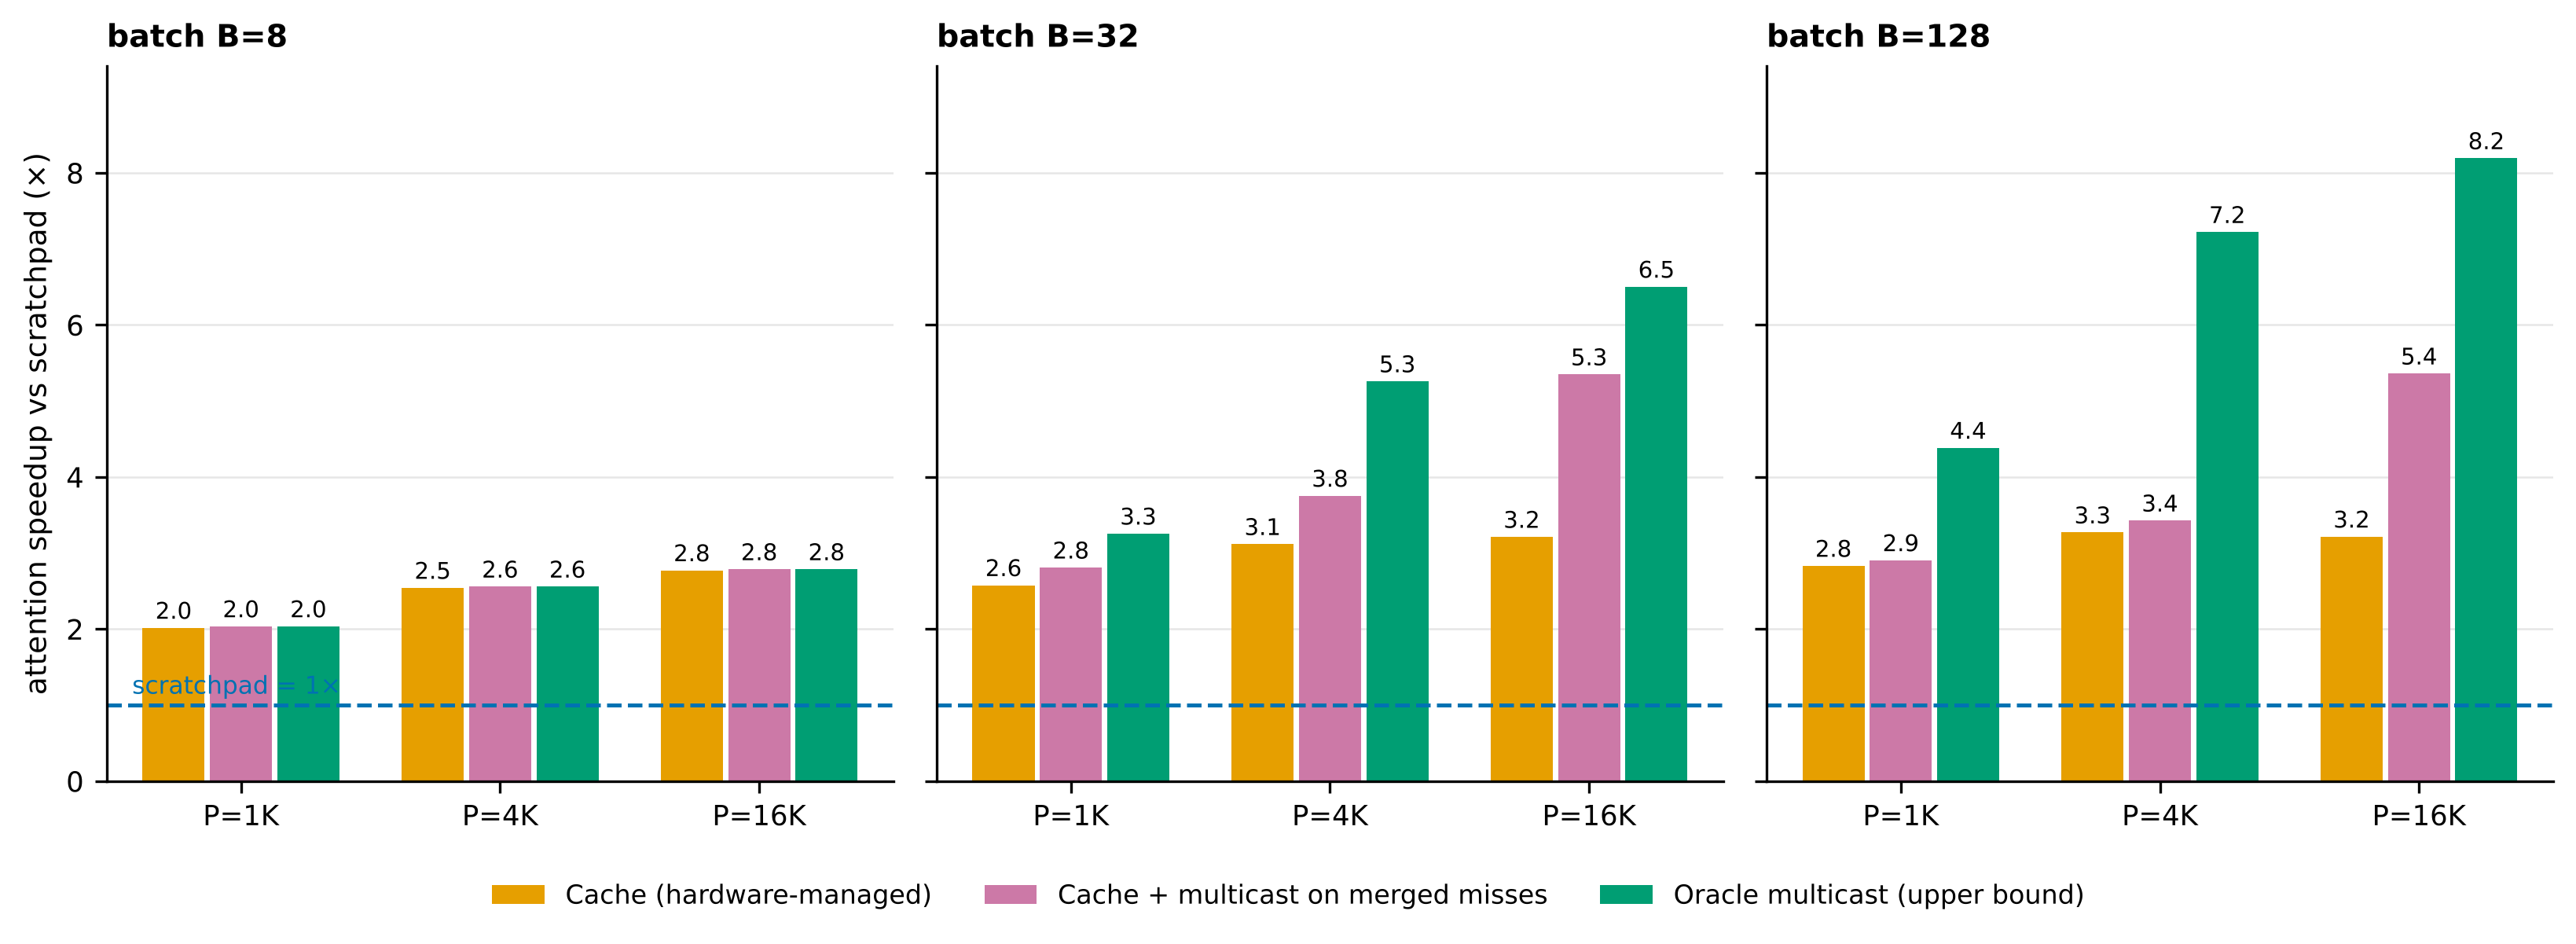 batch B=8
batch B=32
batch B=128
attention speedup vs scratchpad (×)
8
6
4
2
0
2.0
2.0
2.0
2.5
2.6
2.6
2.8
2.8
2.8
scratchpad = 1×
P=1K
P=4K
P=16K
2.6
2.8
3.3
3.1
3.8
5.3
3.2
5.3
6.5
P=1K
P=4K
P=16K
2.8
2.9
4.4
3.3
3.4
7.2
3.2
5.4
8.2
P=1K
P=4K
P=16K
Cache (hardware-managed)
Cache + multicast on merged misses
Oracle multicast (upper bound)